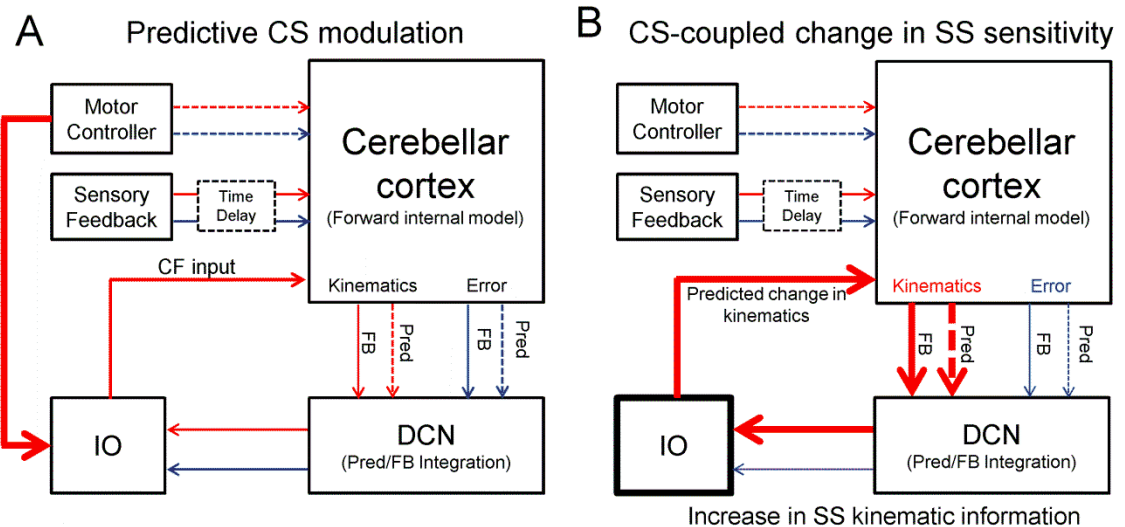 A
Predictive CS modulation
Motor
Controller
Sensory
Feedback
Time
Delay
Cerebellar
cortex
(Forward internal model)
CF input
Kinematics
Error
FB
Pred
FB
Pred
IO
DCN
(Pred/FB Integration)
B
CS-coupled change in SS sensitivity
Motor
Controller
Sensory
Feedback
Time
Delay
Cerebellar
cortex
(Forward internal model)
Predicted change in
kinematics
Kinematics
Error
FB
Pred
FB
Pred
IO
DCN
(Pred/FB Integration)
Increase in SS kinematic information